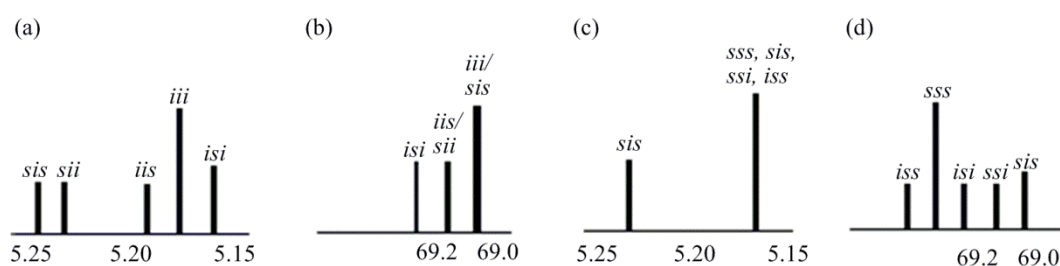 (a)
sis
sii
iis
iii
isi
5.25
5.20
5.15
(b)
isi
iis/
sii
iii/
sis
69.2
69.0
(c)
sis
sss, sis,
ssi, iss
5.25
5.20
5.15
(d)
iss
sss
isi
ssi
sis
69.2
69.0